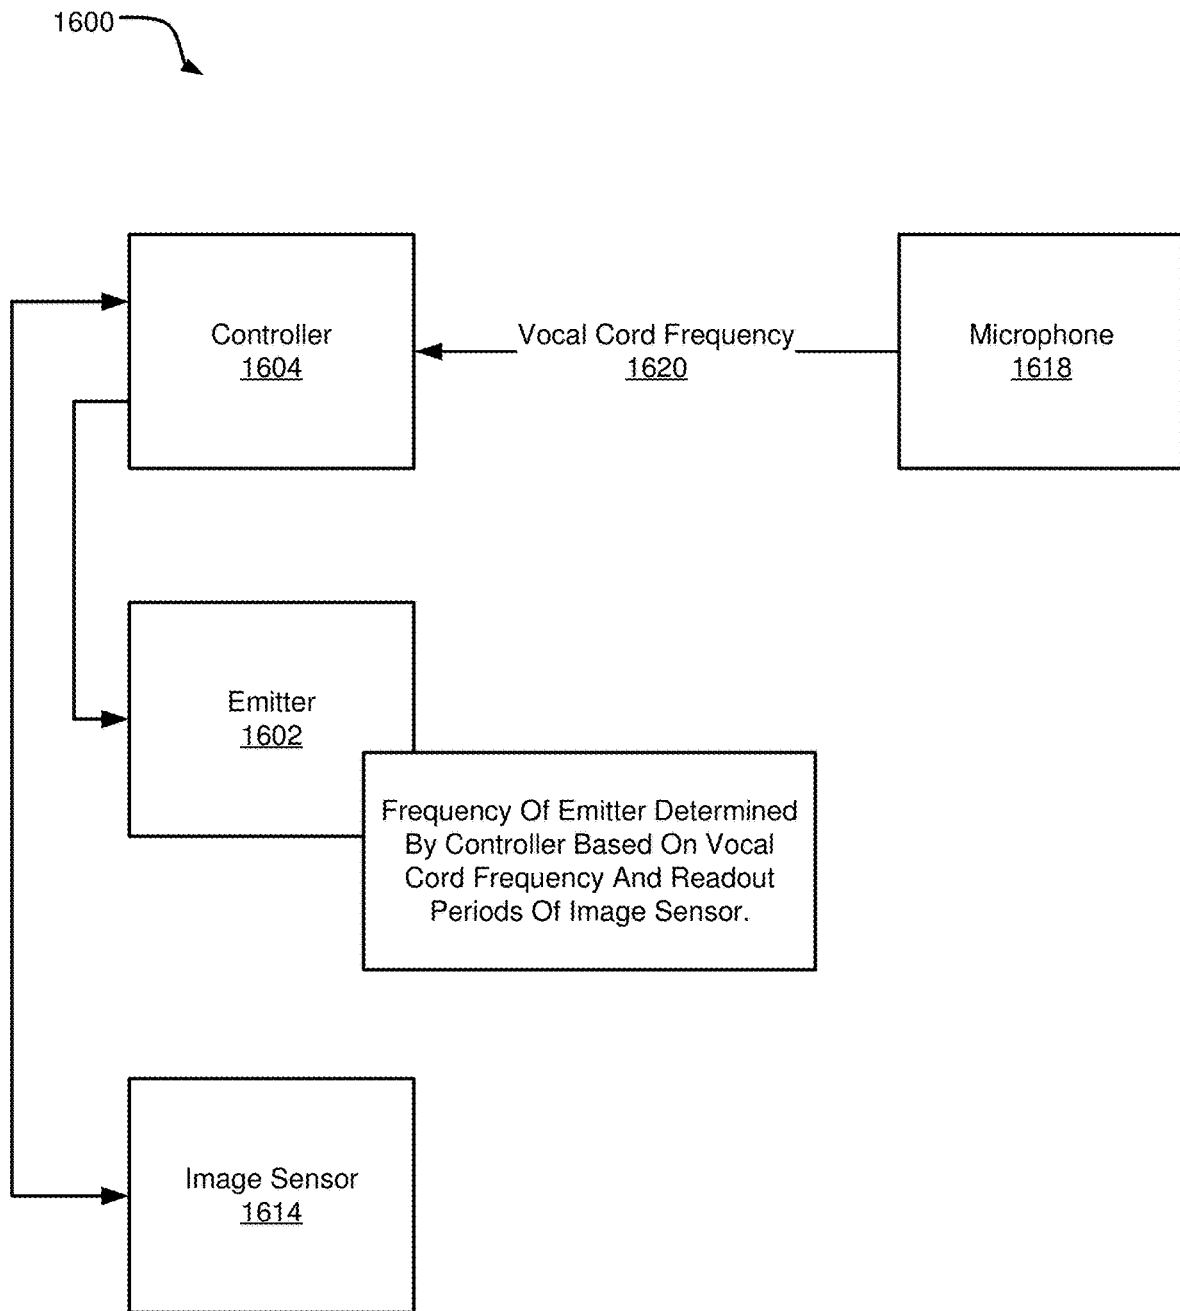 1600
Controller
1604
Vocal Cord Frequency
1620
Microphone
1618
Emitter
1602
Frequency Of Emitter Determined
By Controller Based On Vocal
Cord Frequency And Readout
Periods Of Image Sensor.
Image Sensor
1614